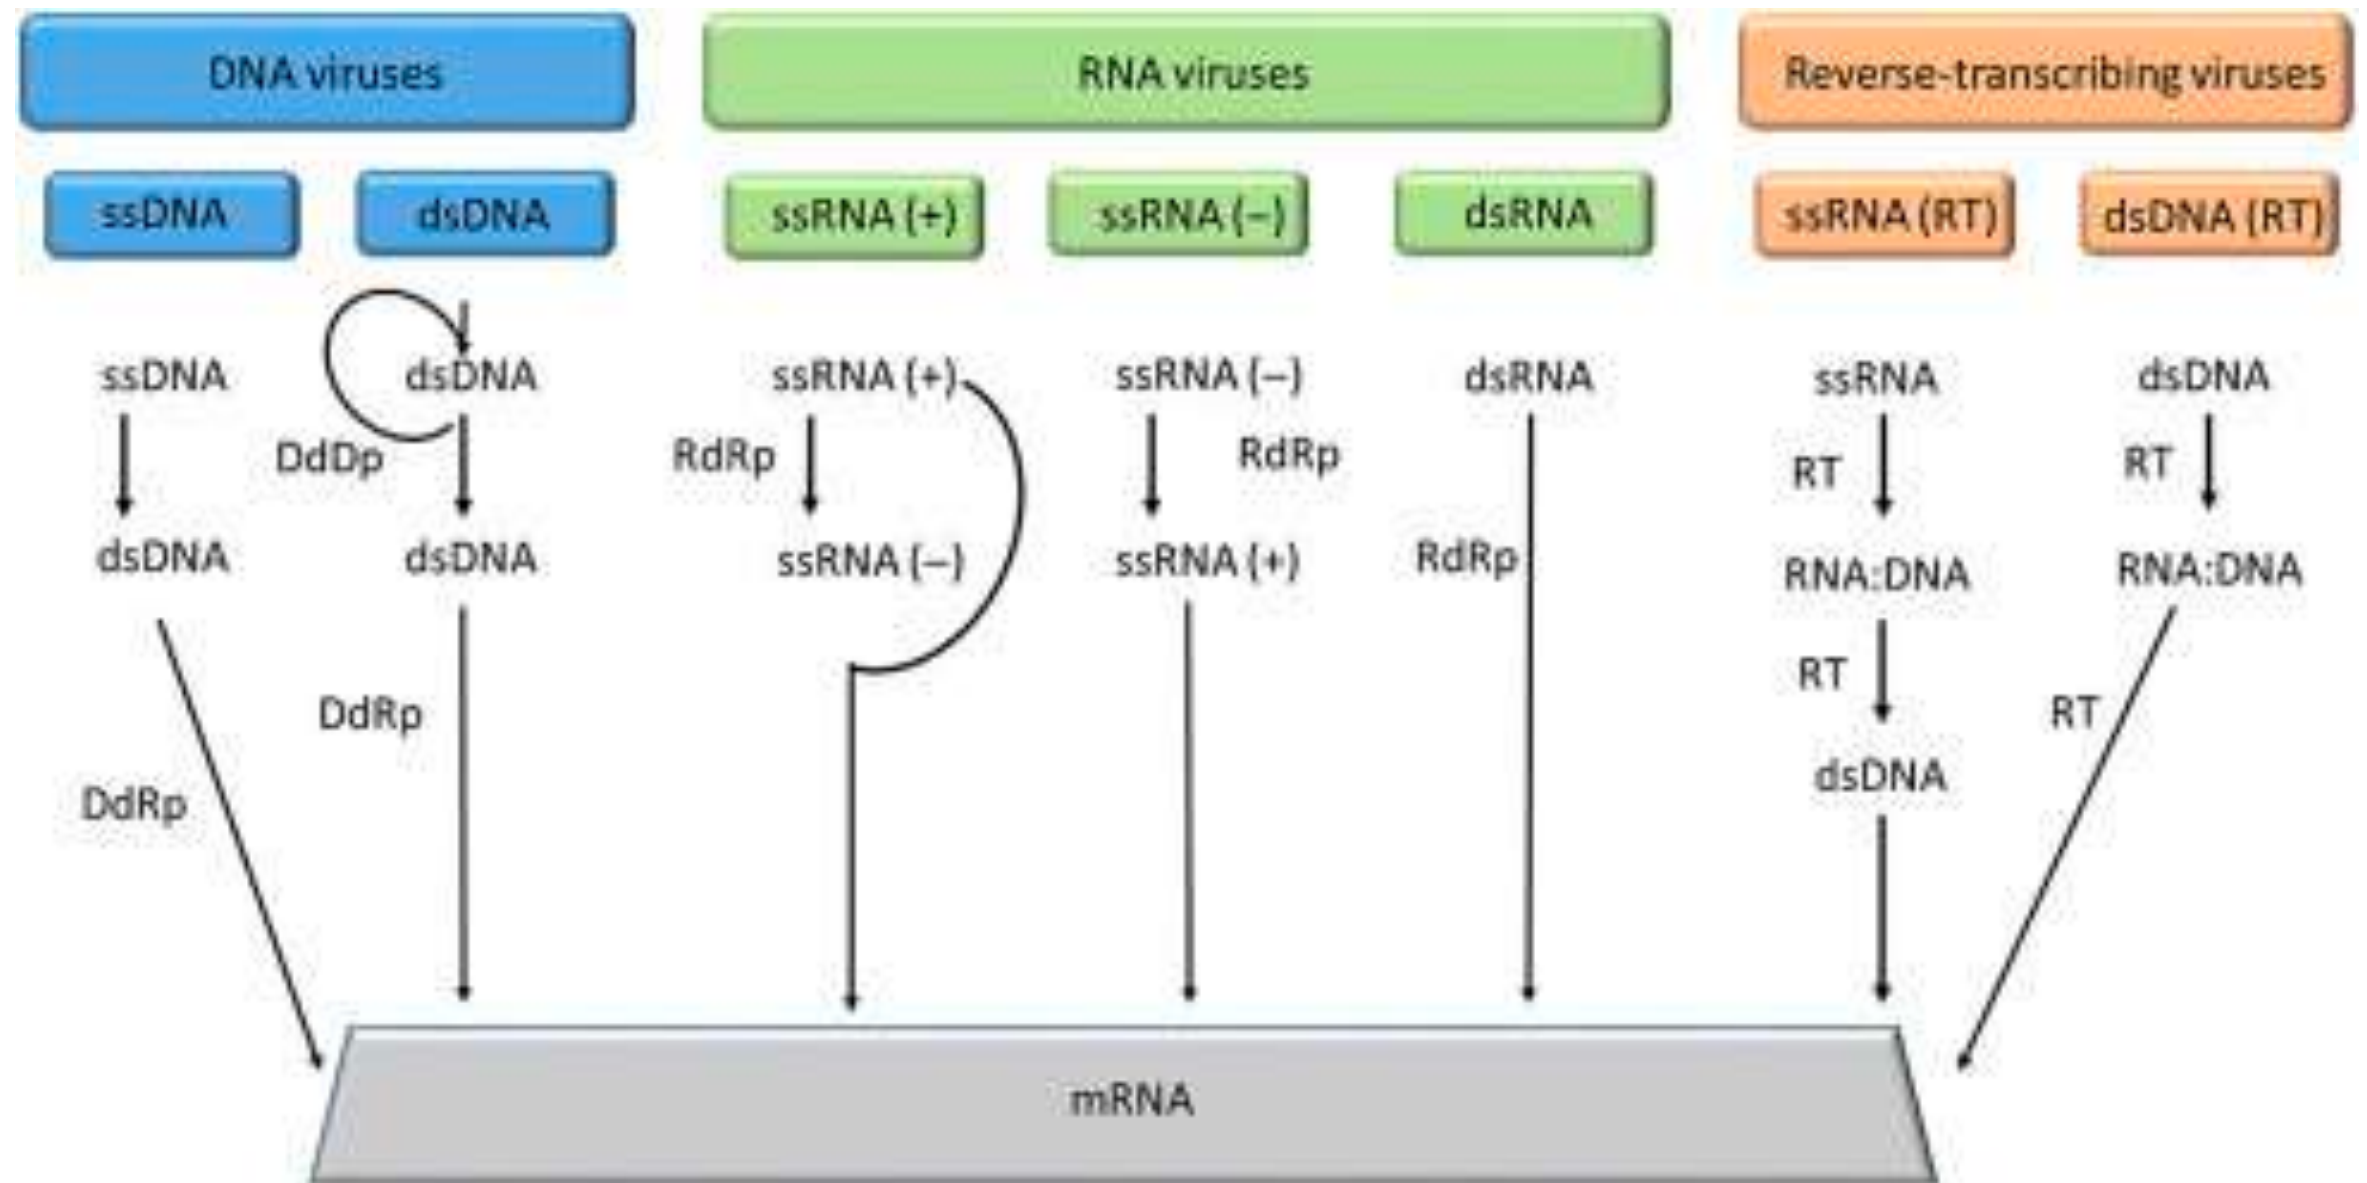 DNA viruses
RNA viruses
Reverse-transcribing viruses
ssDNA
dsDNA
ssRNA (+)
ssRNA (–)
dsRNA
ssRNA (RT)
dsDNA (RT)
ssDNA
dsDNA
ssRNA (+)
ssRNA (–)
dsRNA
ssRNA
dsDNA
DdDp
RdRp
RdRp
RT
RT
dsDNA
dsDNA
ssRNA (–)
ssRNA (+)
RdRp
RNA:DNA
RNA:DNA
DdRp
RT
RT
DdRp
dsDNA
mRNA